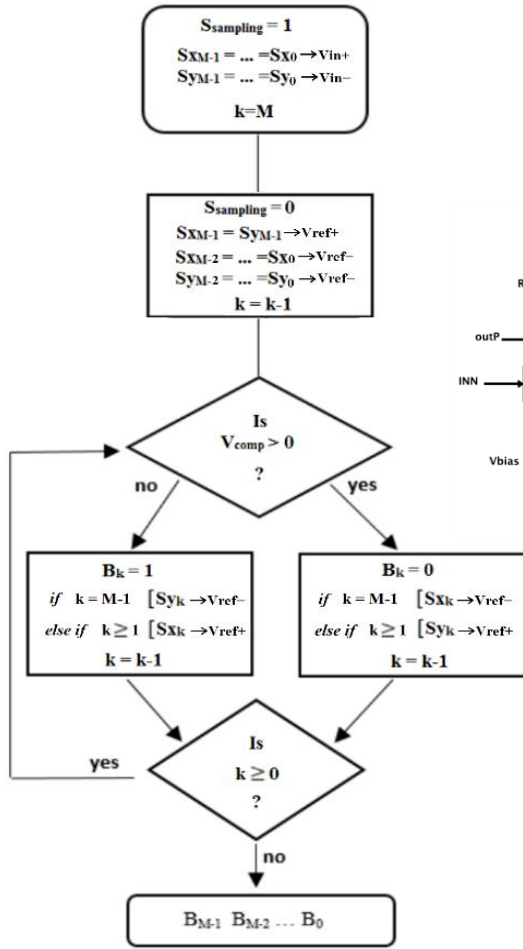 Ssampling = 1
SxM-1 = ... =Sx0 →Vin+
SyM-1 = ... =Sy0 →Vin−
k=M
Ssampling = 0
SxM-1 = SyM-1 →Vref+
SxM-2 = ... =Sx0 →Vref−
SyM-2 = ... =Sy0 →Vref−
k = k-1
R
outP
INN
Vbias
Is
Vcomp > 0
?
no
yes
Bk = 1
if k = M-1 [Syk →Vref−
else if k ≥ 1 [Sxk →Vref+
k = k-1
Bk = 0
if k = M-1 [Sxk →Vref−
else if k ≥ 1 [Syk →Vref+
k = k-1
Is
k ≥ 0
?
yes
no
BM-1 BM-2 ... B0